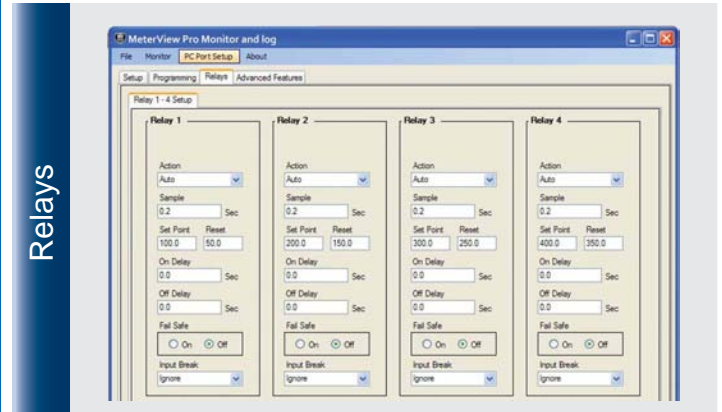 Relays
MeterView Pro Monitor and log
File Monitor PC Port Setup About
Setup Programming Relays Advanced Features
Relay 1 - 4 Setup
Relay 1 Relay 2 Relay 3 Relay 4
Action Action Action Action
Auto Auto Auto Auto
Sample Sample Sample Sample
0.2 Sec 0.2 Sec 0.2 Sec 0.2 Sec
Set Point Reset Set Point Reset Set Point Reset Set Point Reset
100.0 50.0 200.0 150.0 300.0 250.0 400.0 350.0
On Delay On Delay On Delay On Delay
0.0 Sec 0.0 Sec 0.0 Sec 0.0 Sec
Off Delay Off Delay Off Delay Off Delay
0.0 Sec 0.0 Sec 0.0 Sec 0.0 Sec
Fail Safe Fail Safe Fail Safe Fail Safe
On Off On Off On Off On Off
Input Break Input Break Input Break Input Break
Ignore Ignore Ignore Ignore